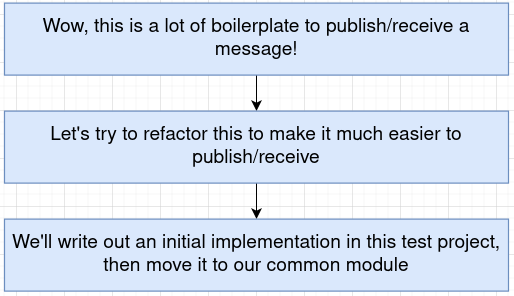 Wow, this is a lot of boilerplate to publish/receive a
message!
Let's try to refactor this to make it much easier to
publish/receive
We'll write out an initial implementation in this test project,
then move it to our common module